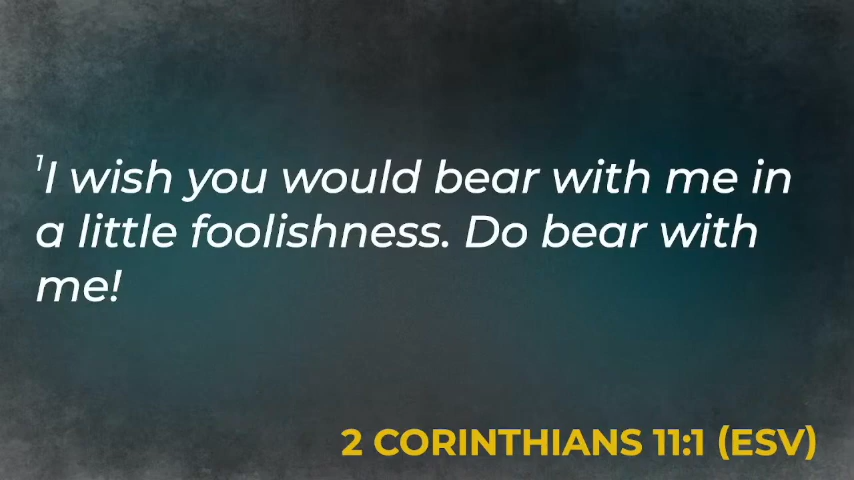 ¹I wish you would bear with me in
a little foolishness. Do bear with
me!
2 CORINTHIANS 11:1 (ESV)